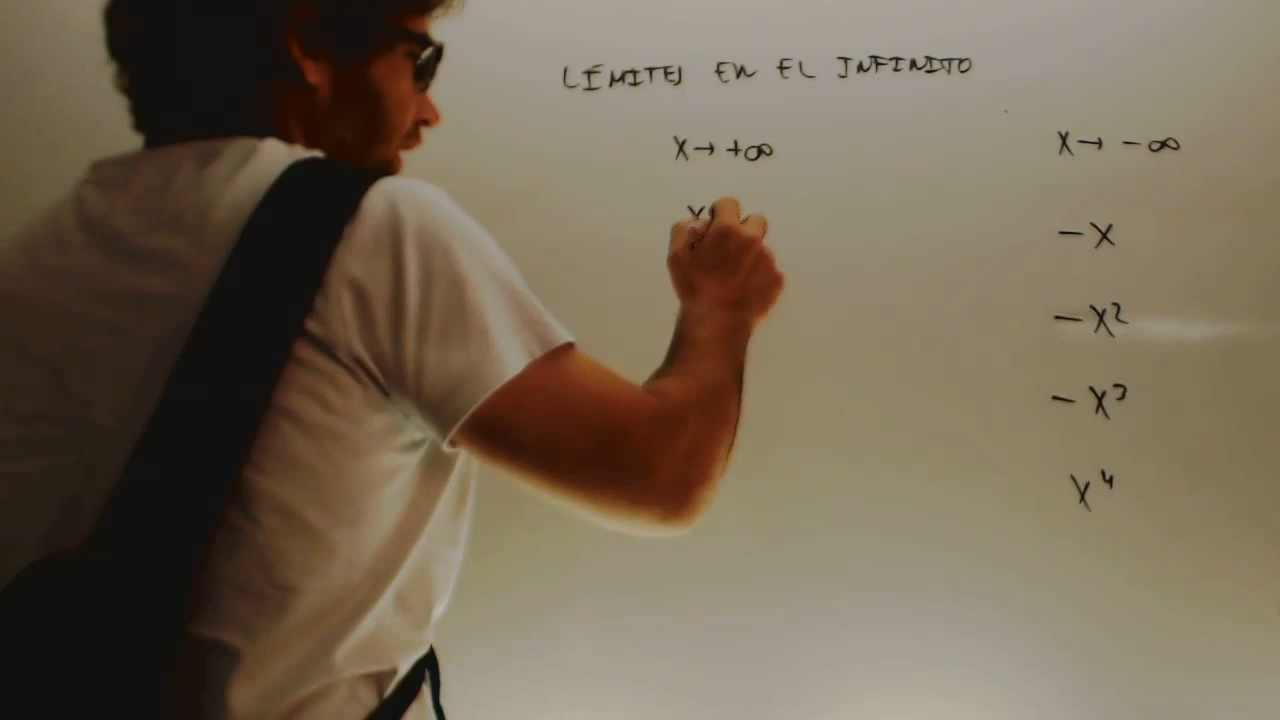 LÍMITES EN EL INFINITO
X→ +∞
X→ -∞
X
-X
-X²
-X³
X⁴